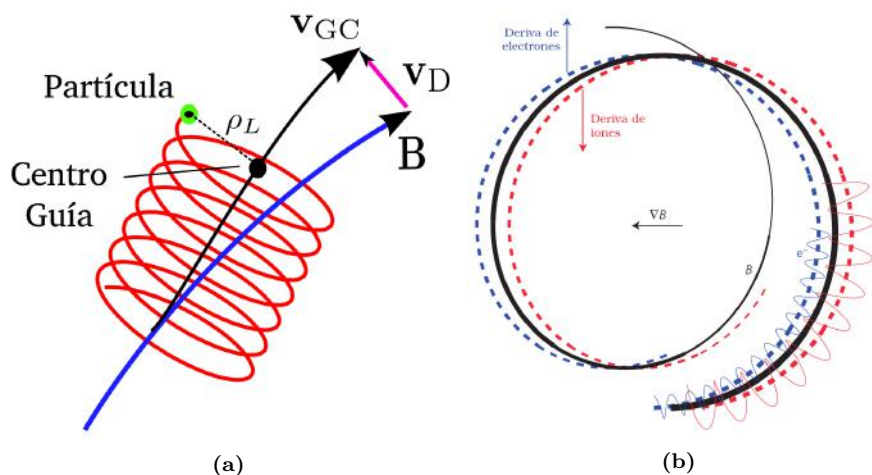 v_GC
v_D
Partícula
ρ_L
B
Centro
Guía
(a)
Deriva de
electrones
Deriva de
iones
∇B
B
e⁻
(b)